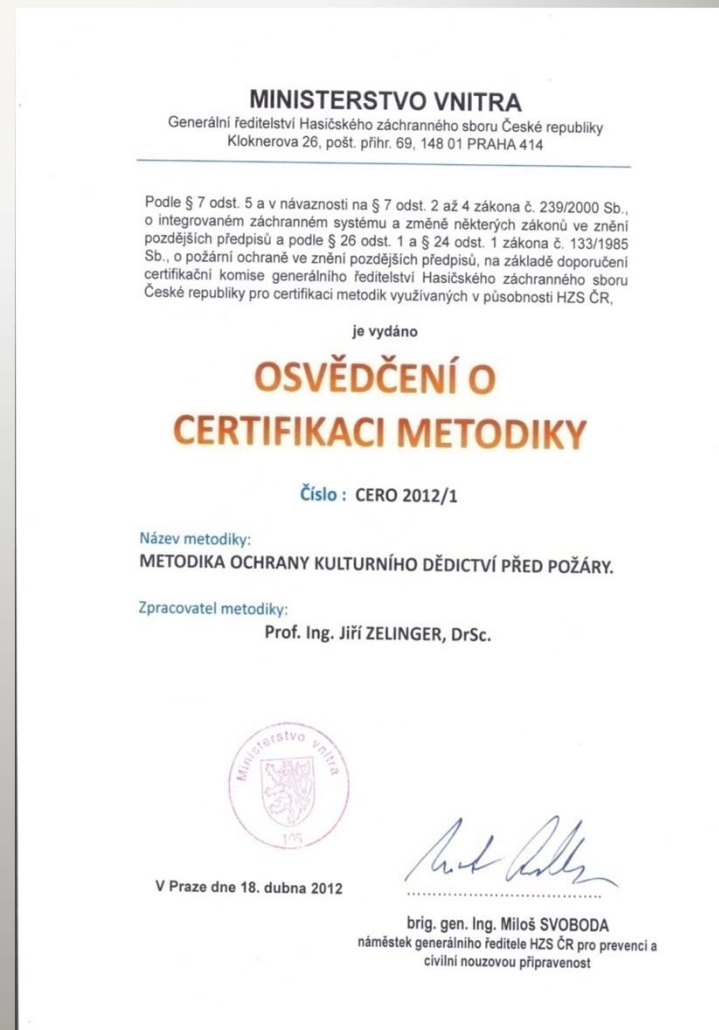 MINISTERSTVO VNITRA
Generální ředitelství Hasičského záchranného sboru České republiky
Kloknerova 26, pošt. přihr. 69, 148 01 PRAHA 414
Podle § 7 odst. 5 a v návaznosti na § 7 odst. 2 až 4 zákona č. 239/2000 Sb.,
o integrovaném záchranném systému a změně některých zákonů ve znění
pozdějších předpisů a podle § 26 odst. 1 a § 24 odst. 1 zákona č. 133/1985
Sb., o požární ochraně ve znění pozdějších předpisů, na základě doporučení
certifikační komise generálního ředitelství Hasičského záchranného sboru
České republiky pro certifikaci metodik využívaných v působnosti HZS ČR,
je vydáno
OSVĚDČENÍ O
CERTIFIKACI METODIKY
Číslo : CERO 2012/1
Název metodiky:
METODIKA OCHRANY KULTURNÍHO DĚDICTVÍ PŘED POŽÁRY.
Zpracovatel metodiky:
Prof. Ing. Jiří ZELINGER, DrSc.
Ministerstvo vnitra
195
V Praze dne 18. dubna 2012
brig. gen. Ing. Miloš SVOBODA
náměstek generálního ředitele HZS ČR pro prevenci a
civilní nouzovou připravenost